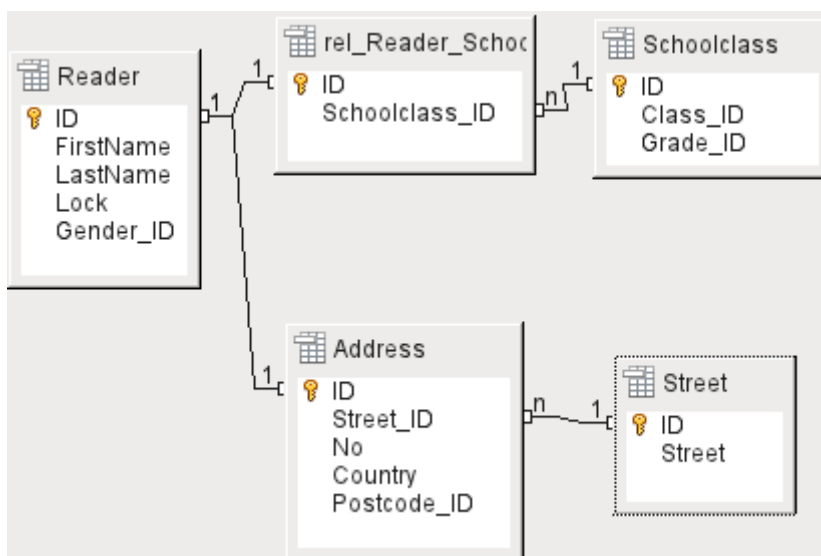 Reader
ID
FirstName
LastName
Lock
Gender_ID
1
1
rel_Reader_Schoo
ID
Schoolclass_ID
n
1
Schoolclass
ID
Class_ID
Grade_ID
1
Address
ID
Street_ID
No
Country
Postcode_ID
n
1
Street
ID
Street